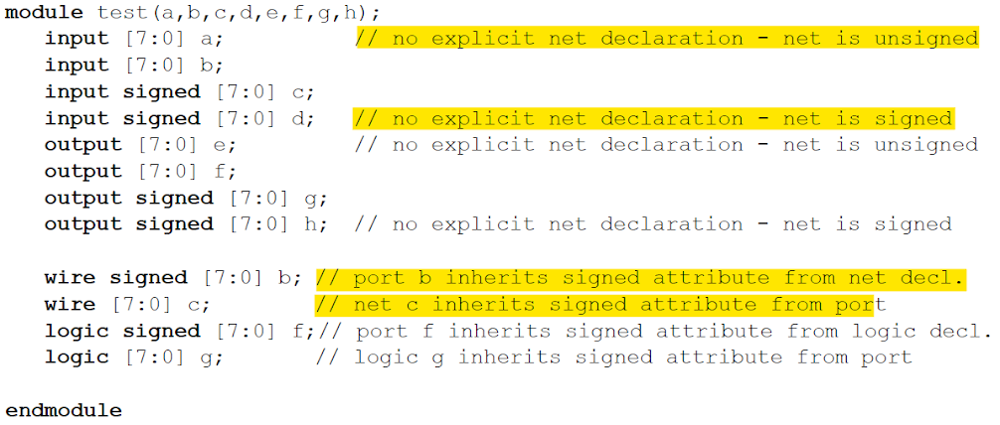 module test(a,b,c,d,e,f,g,h);
input [7:0] a; // no explicit net declaration - net is unsigned
input [7:0] b;
input signed [7:0] c;
input signed [7:0] d; // no explicit net declaration - net is signed
output [7:0] e; // no explicit net declaration - net is unsigned
output [7:0] f;
output signed [7:0] g;
output signed [7:0] h; // no explicit net declaration - net is signed
wire signed [7:0] b; // port b inherits signed attribute from net decl.
wire [7:0] c; // net c inherits signed attribute from port
logic signed [7:0] f;// port f inherits signed attribute from logic decl.
logic [7:0] g; // logic g inherits signed attribute from port
endmodule